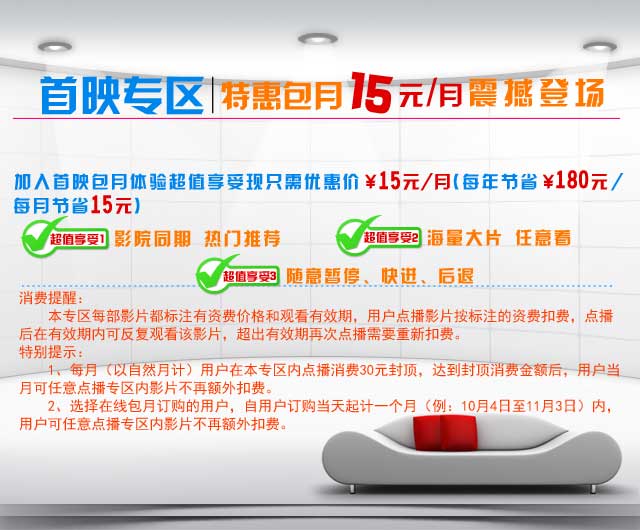 首映专区|特惠包月15元/月震撼登场
加入首映包月体验超值享受现只需优惠价￥15元/月(每年节省￥180元/
每月节省15元)
超值享受1 影院同期 热门推荐 超值享受2 海量大片 任意看
超值享受3 随意暂停、快进、后退
消费提醒：
本专区每部影片都标注有资费价格和观看有效期，用户点播影片按标注的资费扣费，点播
后在有效期内可反复观看该影片，超出有效期再次点播需要重新扣费。
特别提示：
1、每月（以自然月计）用户在本专区内点播消费30元封顶，达到封顶消费金额后，用户当
月可任意点播专区内影片不再额外扣费。
2、选择在线包月订购的用户，自用户订购当天起计一个月（例：10月4日至11月3日）内，
用户可任意点播专区内影片不再额外扣费。